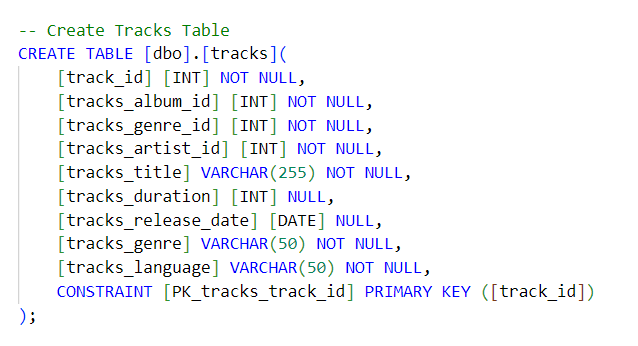 -- Create Tracks Table
CREATE TABLE [dbo].[tracks](
    [track_id] [INT] NOT NULL,
    [tracks_album_id] [INT] NOT NULL,
    [tracks_genre_id] [INT] NOT NULL,
    [tracks_artist_id] [INT] NOT NULL,
    [tracks_title] VARCHAR(255) NOT NULL,
    [tracks_duration] [INT] NULL,
    [tracks_release_date] [DATE] NULL,
    [tracks_genre] VARCHAR(50) NOT NULL,
    [tracks_language] VARCHAR(50) NOT NULL,
    CONSTRAINT [PK_tracks_track_id] PRIMARY KEY ([track_id])
);